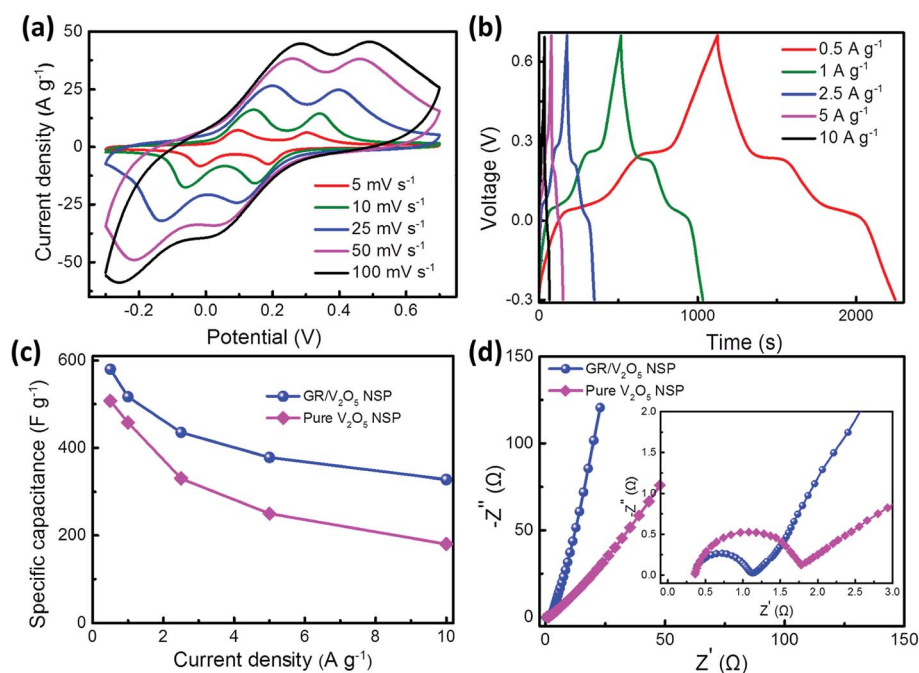 (a)
Current density (A g⁻¹)
50
25
0
-25
-50
-0.2
0.0
0.2
0.4
0.6
Potential (V)
5 mV s⁻¹
10 mV s⁻¹
25 mV s⁻¹
50 mV s⁻¹
100 mV s⁻¹
(b)
Voltage (V)
0.6
0.3
0.0
-0.3
0
1000
2000
Time (s)
0.5 A g⁻¹
1 A g⁻¹
2.5 A g⁻¹
5 A g⁻¹
10 A g⁻¹
(c)
Specific capacitance (F g⁻¹)
600
400
200
0
0
2
4
6
8
10
Current density (A g⁻¹)
GR/V₂O₅ NSP
Pure V₂O₅ NSP
(d)
-Z" (Ω)
150
125
100
75
50
25
0
0
25
50
75
100
150
Z' (Ω)
GR/V₂O₅ NSP
Pure V₂O₅ NSP
-Z" (Ω)
2.0
1.5
1.0
0.5
0.0
0.0
0.5
1.0
1.5
2.0
2.5
3.0
Z' (Ω)